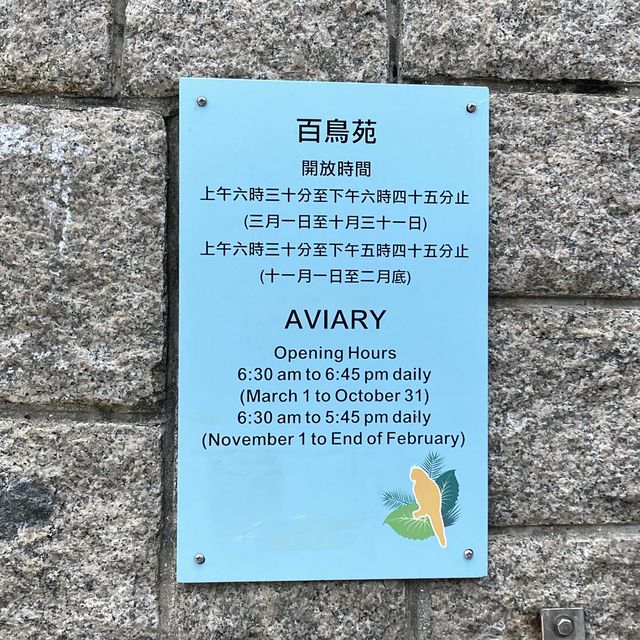 百鳥苑
開放時間
上午六時三十分至下午六時四十五分止
(三月一日至十月三十一日)
上午六時三十分至下午五時四十五分止
(十一月一日至二月底)
AVIARY
Opening Hours
6:30 am to 6:45 pm daily
(March 1 to October 31)
6:30 am to 5:45 pm daily
(November 1 to End of February)